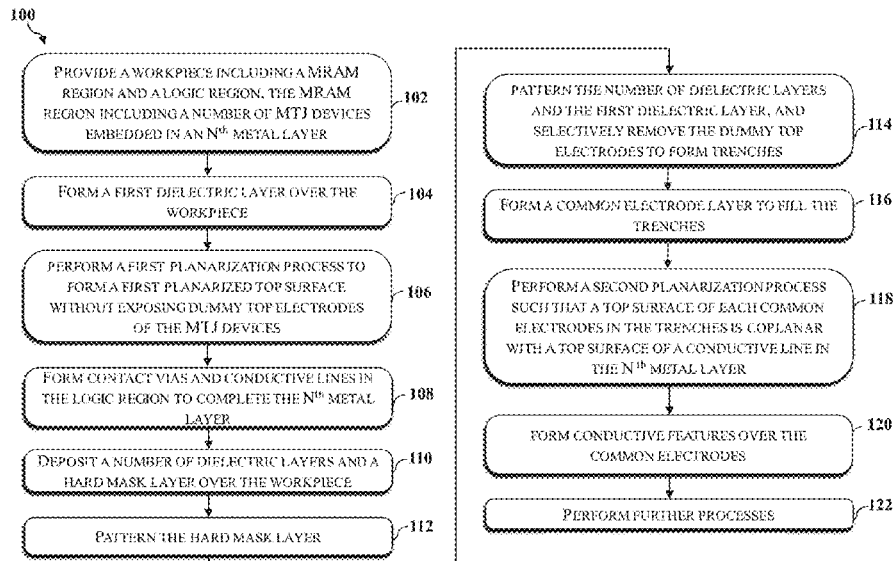 100
PROVIDE A WORKPIECE INCLUDING A MRAM
REGION AND A LOGIC REGION, THE MRAM
REGION INCLUDING A NUMBER OF MTJ DEVICES
EMBEDDED IN AN Nth METAL LAYER
102
FORM A FIRST DIELECTRIC LAYER OVER THE
WORKPIECE
104
PERFORM A FIRST PLANARIZATION PROCESS TO
FORM A FIRST PLANARIZED TOP SURFACE
WITHOUT EXPOSING DUMMY TOP ELECTRODES
OF THE MTJ DEVICES
106
FORM CONTACT VIAS AND CONDUCTIVE LINES IN
THE LOGIC REGION TO COMPLETE THE Nth METAL
LAYER
108
DEPOSIT A NUMBER OF DIELECTRIC LAYERS AND A
HARD MASK LAYER OVER THE WORKPIECE
110
PATTERN THE HARD MASK LAYER
112
PATTERN THE NUMBER OF DIELECTRIC LAYERS
AND THE FIRST DIELECTRIC LAYER, AND
SELECTIVELY REMOVE THE DUMMY TOP
ELECTRODES TO FORM TRENCHES
114
FORM A COMMON ELECTRODE LAYER TO FILL THE
TRENCHES
116
PERFORM A SECOND PLANARIZATION PROCESS
SUCH THAT A TOP SURFACE OF EACH COMMON
ELECTRODES IN THE TRENCHES IS COPLANAR
WITH A TOP SURFACE OF A CONDUCTIVE LINE IN
THE Nth METAL LAYER
118
FORM CONDUCTIVE FEATURES OVER THE
COMMON ELECTRODES
120
PERFORM FURTHER PROCESSES
122